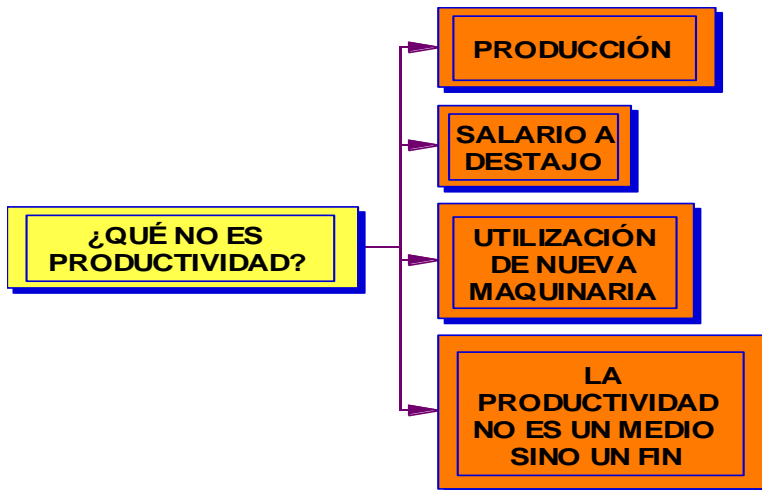 ¿QUÉ NO ES
PRODUCTIVIDAD?
PRODUCCIÓN
SALARIO A
DESTAJO
UTILIZACIÓN
DE NUEVA
MAQUINARIA
LA
PRODUCTIVIDAD
NO ES UN MEDIO
SINO UN FIN